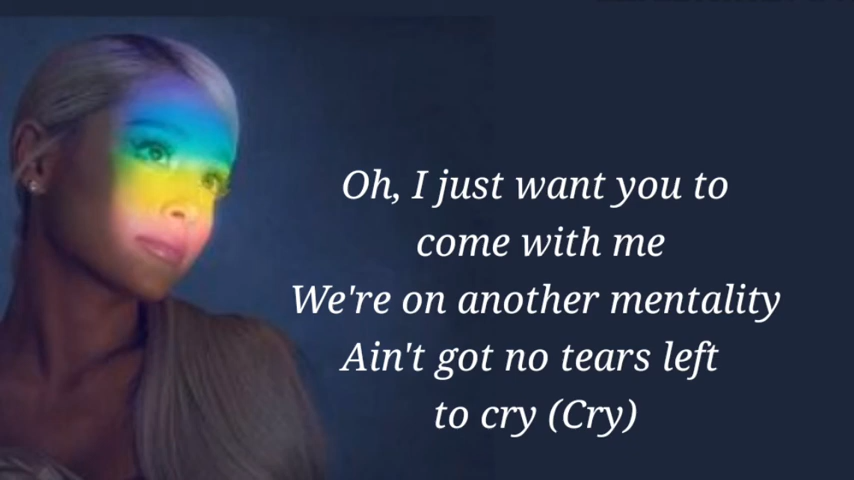 Oh, I just want you to
come with me
We're on another mentality
Ain't got no tears left
to cry (Cry)